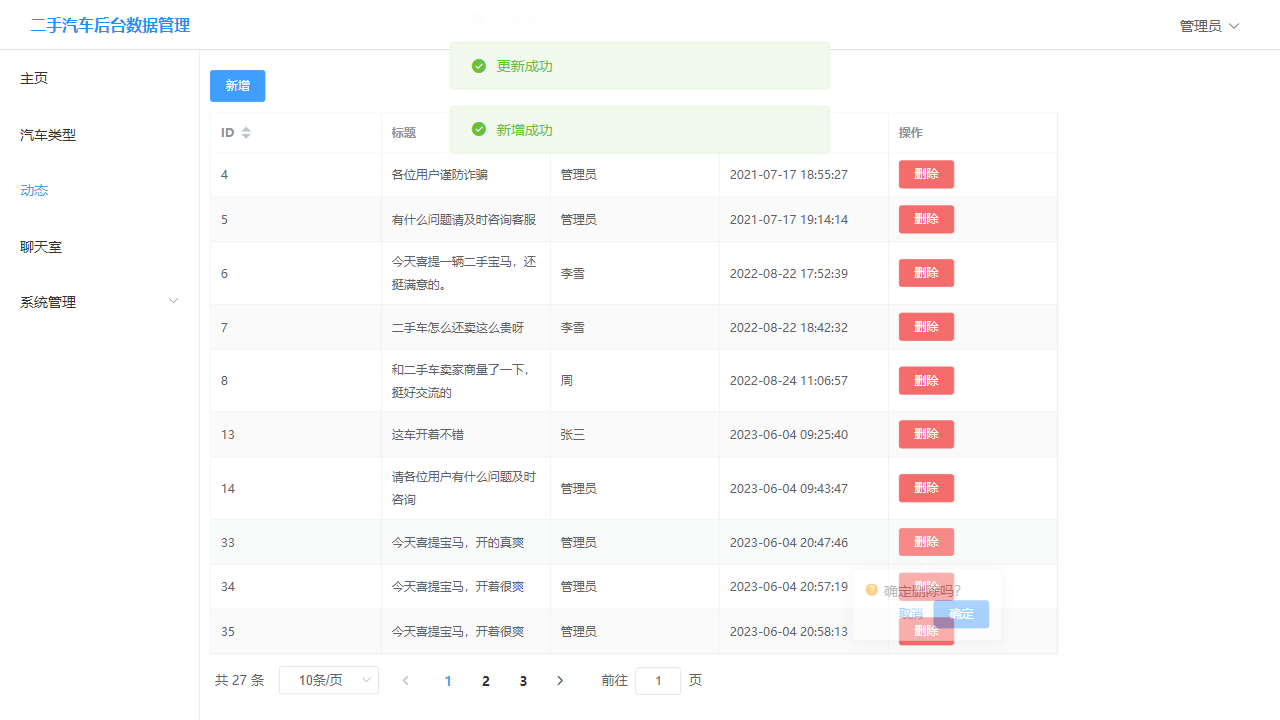 二手汽车后台数据管理
管理员
主页
汽车类型
动态
聊天室
系统管理
更新成功
新增成功
新增
ID 标题 操作
4 各位用户谨防诈骗 管理员 2021-07-17 18:55:27 删除
5 有什么问题请及时咨询客服 管理员 2021-07-17 19:14:14 删除
6 今天喜提一辆二手宝马，还
挺满意的。 李雪 2022-08-22 17:52:39 删除
7 二手车怎么还卖这么贵呀 李雪 2022-08-22 18:42:32 删除
8 和二手车卖家商量了一下，
挺好交流的 周 2022-08-24 11:06:57 删除
13 这车开着不错 张三 2023-06-04 09:25:40 删除
14 请各位用户有什么问题及时
咨询 管理员 2023-06-04 09:43:47 删除
33 今天喜提宝马，开的真爽 管理员 2023-06-04 20:47:46 删除
34 今天喜提宝马，开着很爽 管理员 2023-06-04 20:57:19 删除
确定删除吗?
取消 确定
35 今天喜提宝马，开着很爽 管理员 2023-06-04 20:58:13 删除
共 27 条 10条/页 1 2 3 前往 1 页